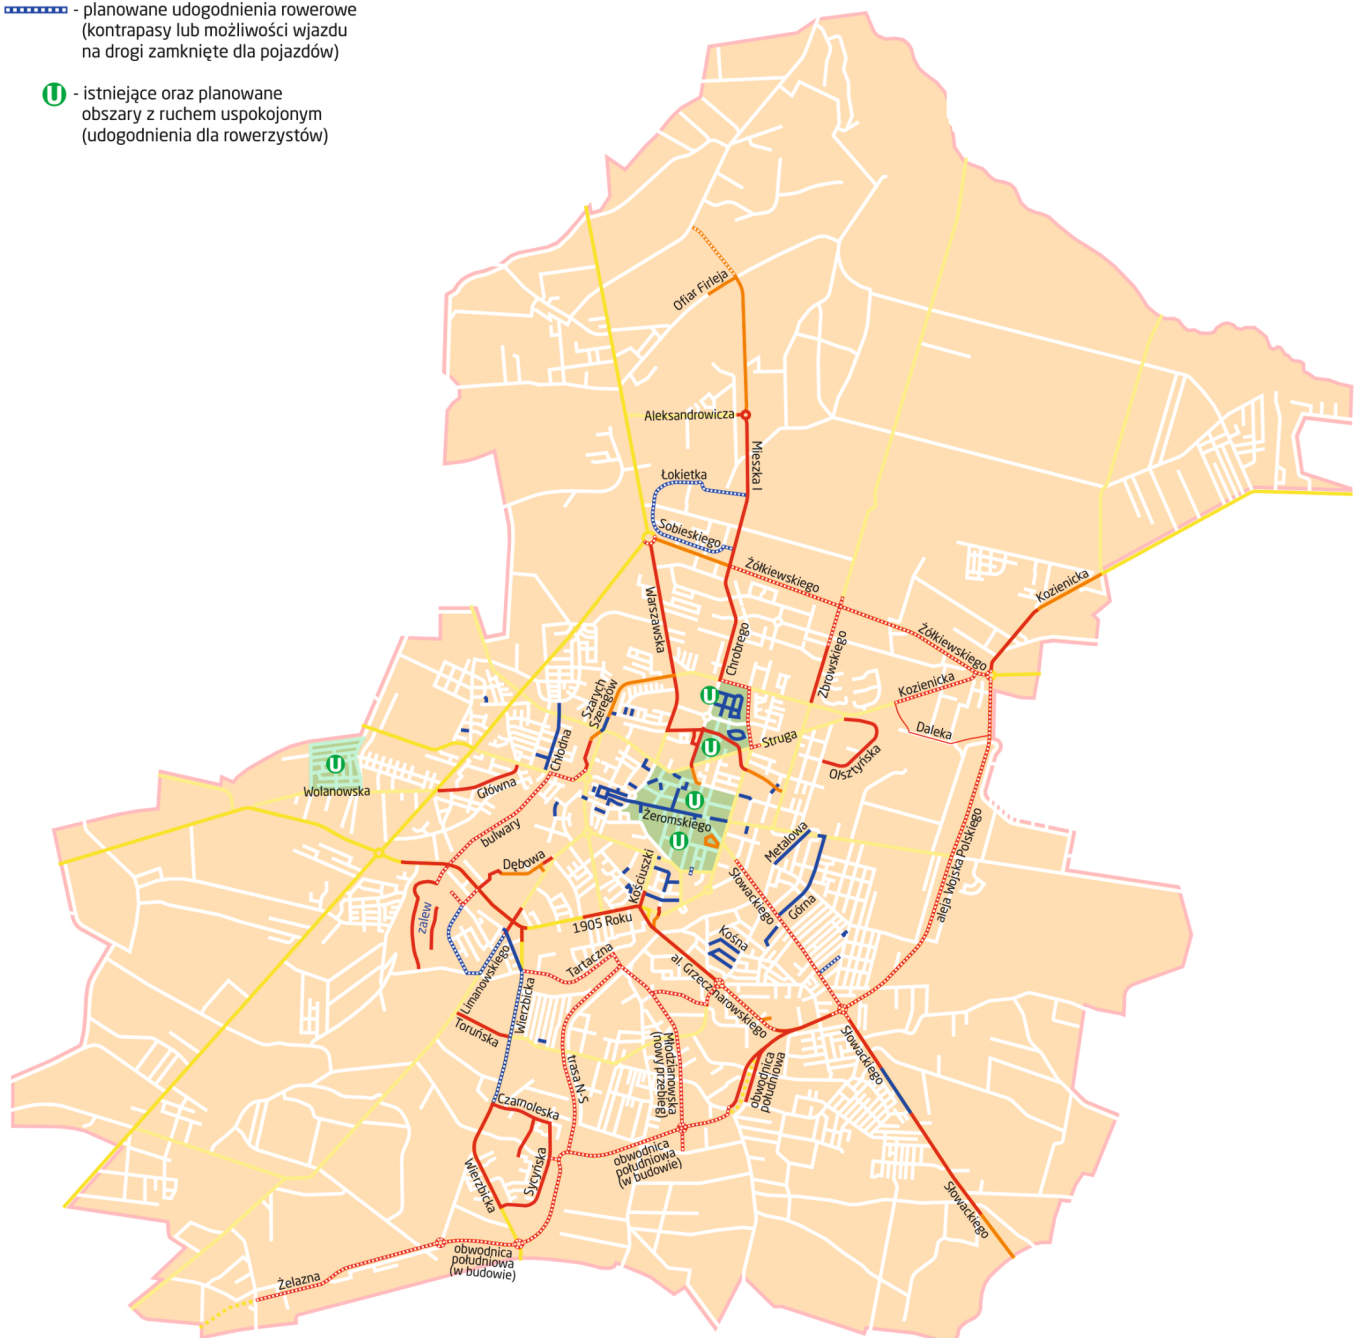 - planowane udogodnienia rowerowe
(kontrapasy lub możliwości wjazdu
na drogi zamknięte dla pojazdów)
U - istniejące oraz planowane
obszary z ruchem uspokojonym
(udogodnienia dla rowerzystów)
Ofiar Firleja
Aleksandrowicza
Mieszka I
Łokietka
Sobieskiego
Żółkiewskiego
Kozienicka
Warszawska
Chrobrego
Zbrowskiego
Żółkiewskiego
Kozienicka
Szarych
Szeregów
U
Daleka
Chłodna
Struga
U
Olsztyńska
U
Wolanowska
Główna
U
Żeromskiego
bulwary
U
Metalowa
Dębowa
Kościuszki
Słowackiego
Górna
aleja Wojska Polskiego
zalew
1905 Roku
Kośna
Tartaczna
al. Grzecznarowskiego
Limanowskiego
Wierzbicka
Toruńska
Młodzianowska
(nowy przebieg)
Słowackiego
trasa N-S
obwodnica
południowa
Czarnoleska
Wierzbicka
Sycyńska
obwodnica
południowa
(w budowie)
Słowackiego
obwodnica
południowa
(w budowie)
Żelazna